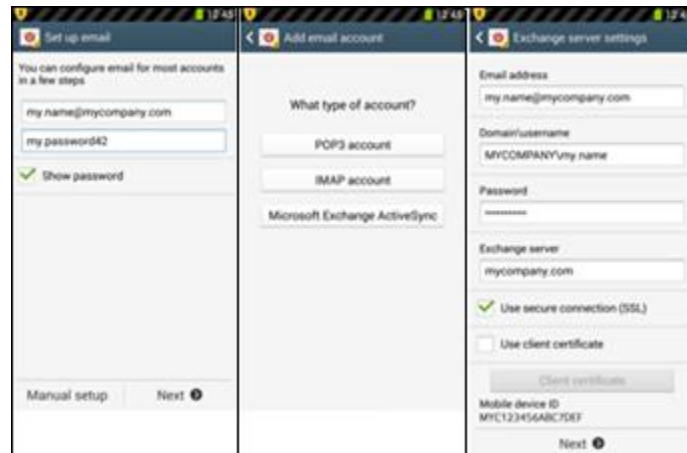 12:45
Set up email
You can configure email for most accounts
in a few steps
my.name@mycompany.com
my.password42
Show password
Manual setup
Next
12:45
Add email account
What type of account?
POP3 account
IMAP account
Microsoft Exchange ActiveSync
12:4
Exchange server settings
Email address
my.name@mycompany.com
Domain\username
MYCOMPANY\my.name
Password
Exchange server
mycompany.com
Use secure connection (SSL)
Use client certificate
Client certificate
Mobile device ID
MYC123456ABC7DEF
Next